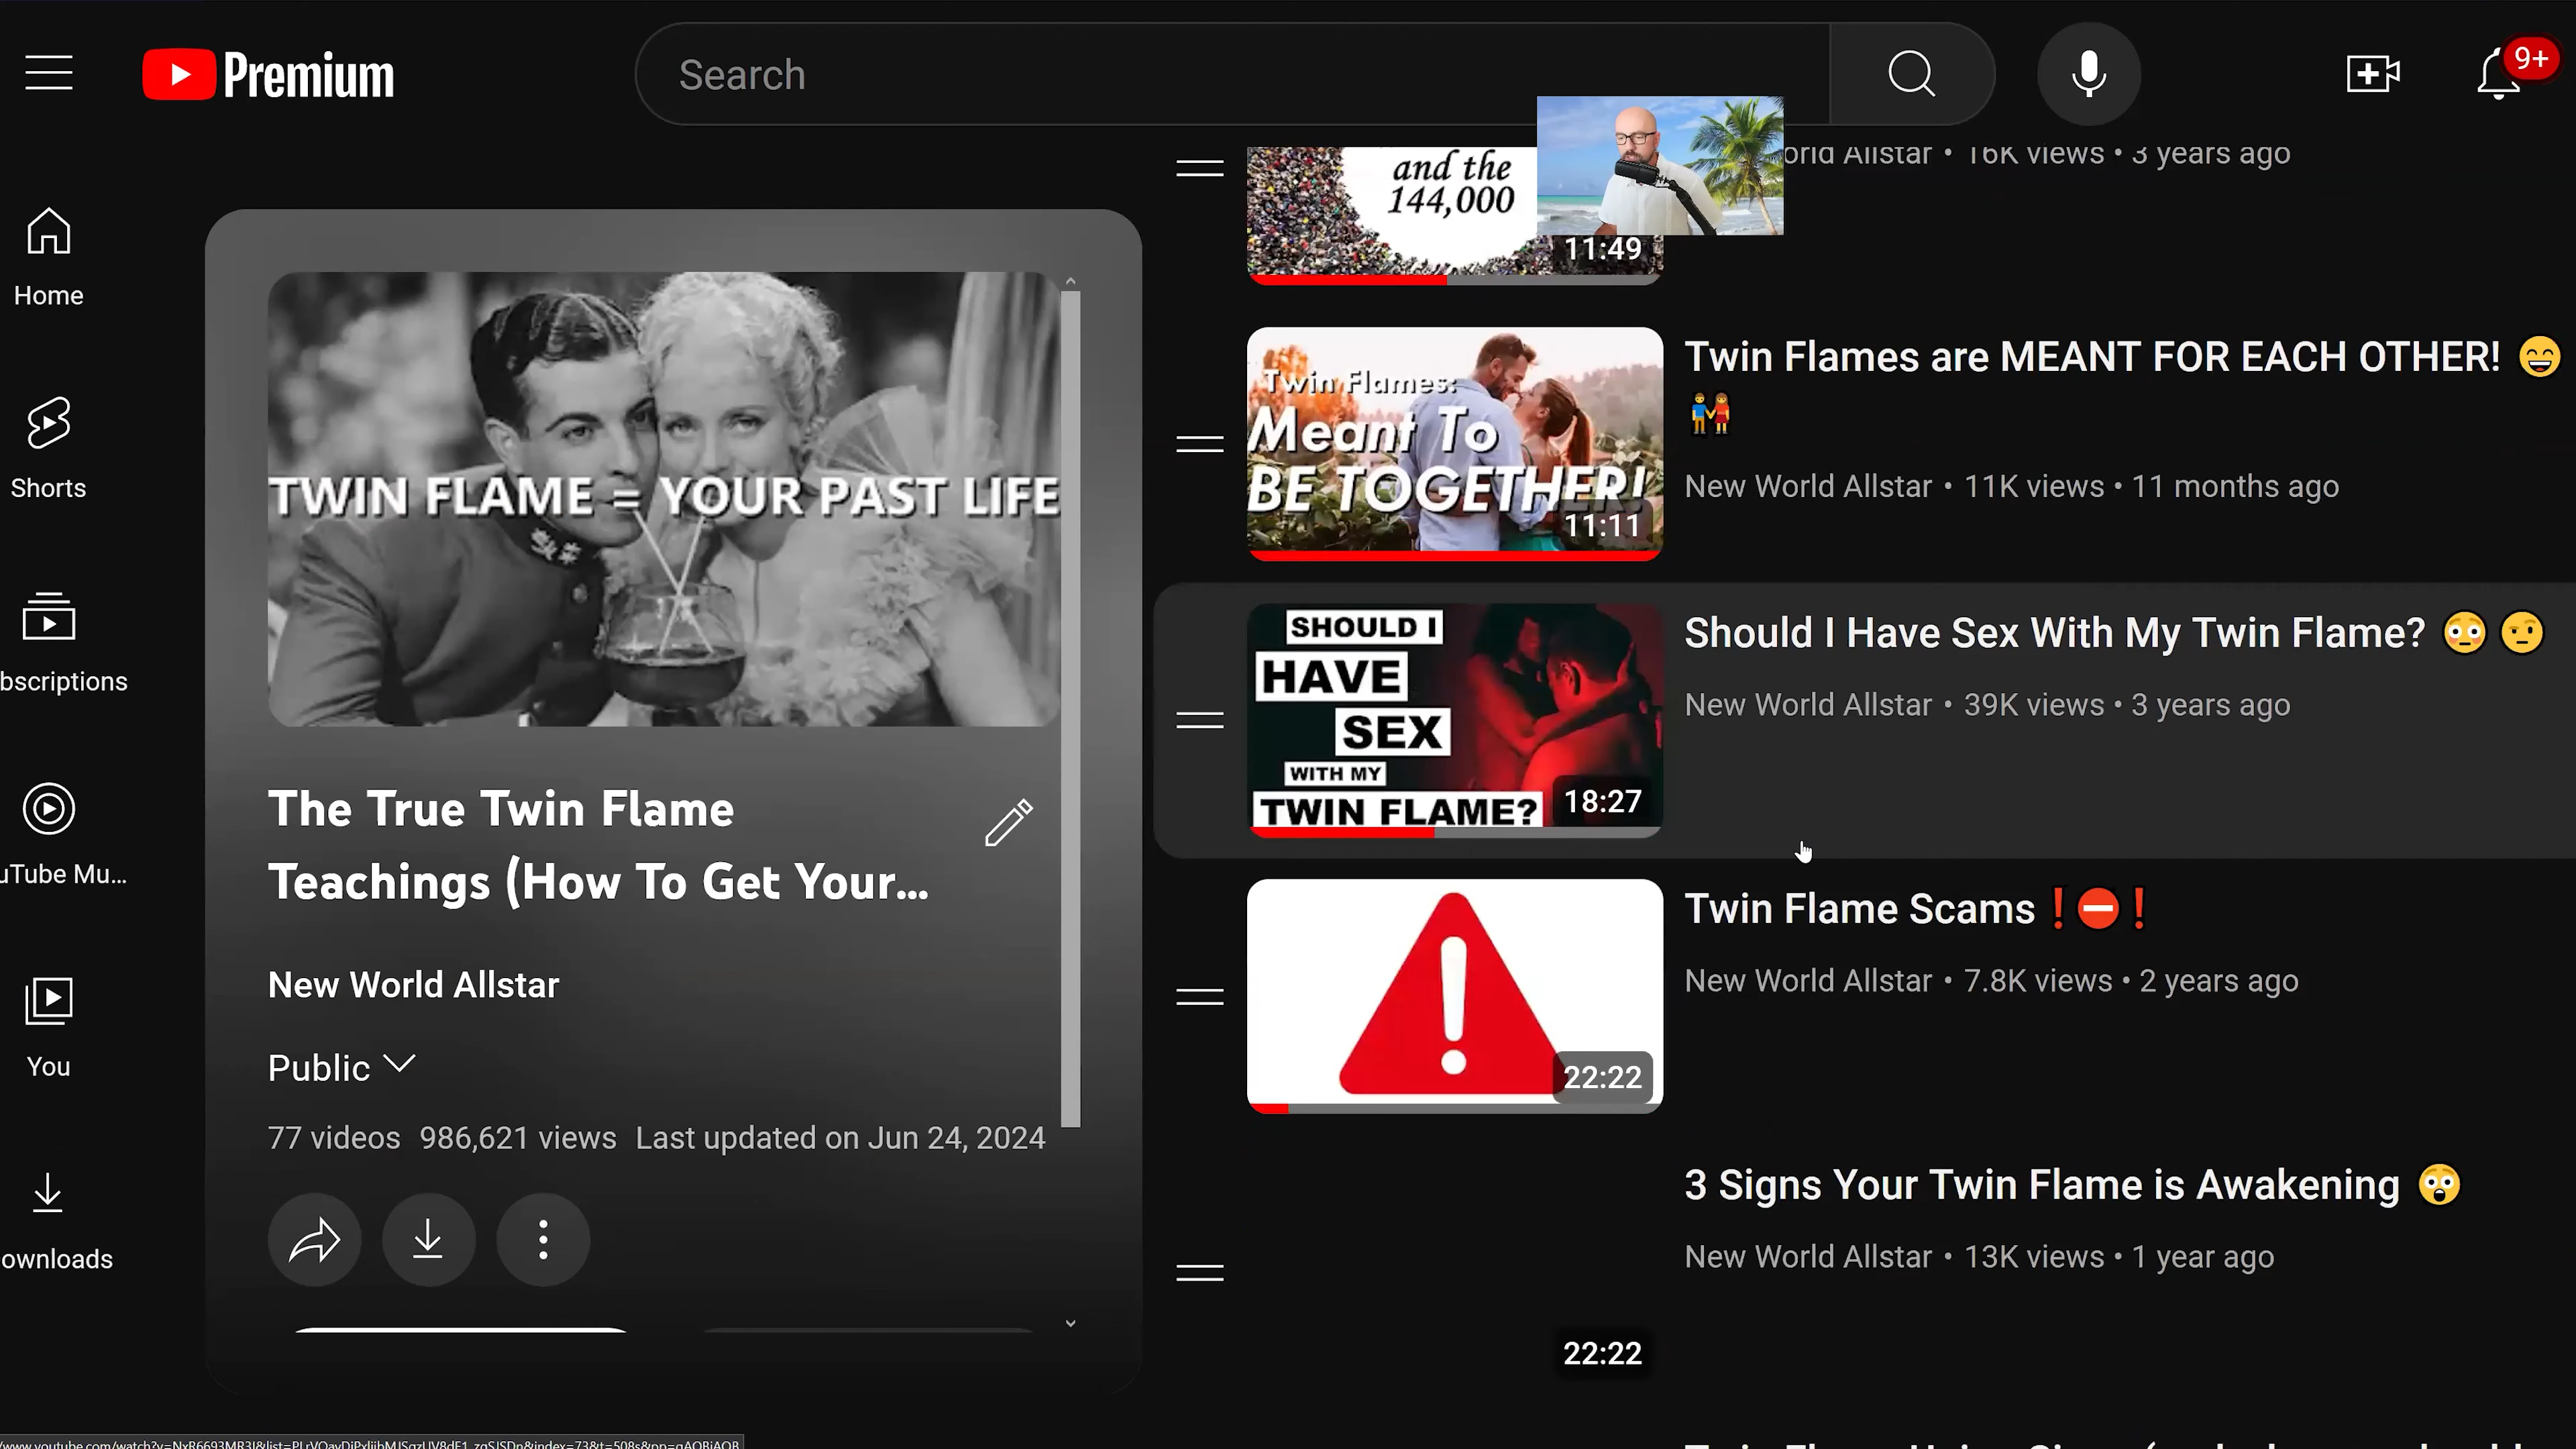 Premium
Search
9+
Home
Shorts
bscriptions
uTube Mu...
You
ownloads
TWIN FLAME = YOUR PAST LIFE
The True Twin Flame
Teachings (How To Get Your...
New World Allstar
Public
77 videos 986,621 views Last updated on Jun 24, 2024
and the
144,000
11:49
orld Allstar • 16K views • 3 years ago
Twin Flames:
Meant To
BE TOGETHER!
11:11
Twin Flames are MEANT FOR EACH OTHER! 😄
👫
New World Allstar • 11K views • 11 months ago
SHOULD I
HAVE
SEX
WITH MY
TWIN FLAME?
18:27
Should I Have Sex With My Twin Flame? 😳 🤨
New World Allstar • 39K views • 3 years ago
22:22
Twin Flame Scams ❗⛔❗
New World Allstar • 7.8K views • 2 years ago
3 Signs Your Twin Flame is Awakening 😲
New World Allstar • 13K views • 1 year ago
22:22